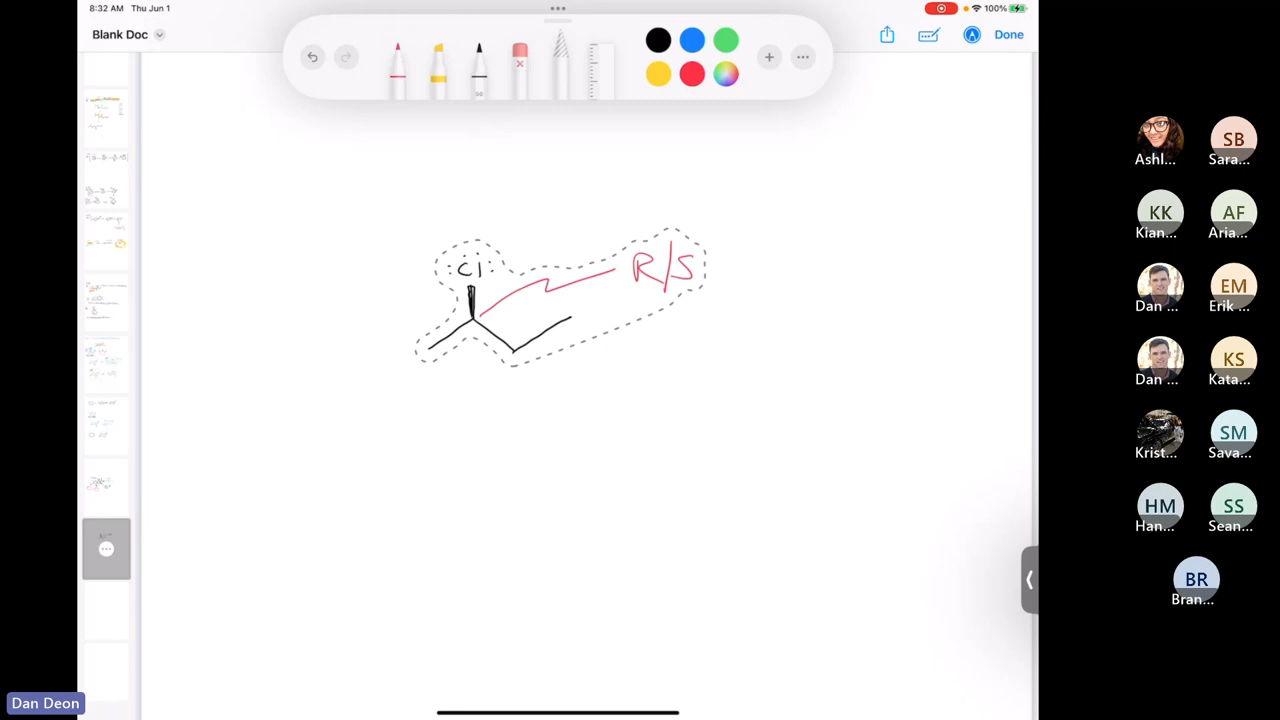 8:32 AM Thu Jun 1
100%
Blank Doc
Done
50
:Cl:
R/S
Ashl...
SB
Sara...
KK
Kian...
AF
Aria...
Dan ...
EM
Erik ...
Dan ...
KS
Kata...
Krist...
SM
Sava...
HM
Han...
SS
Sean...
BR
Bran...
Dan Deon